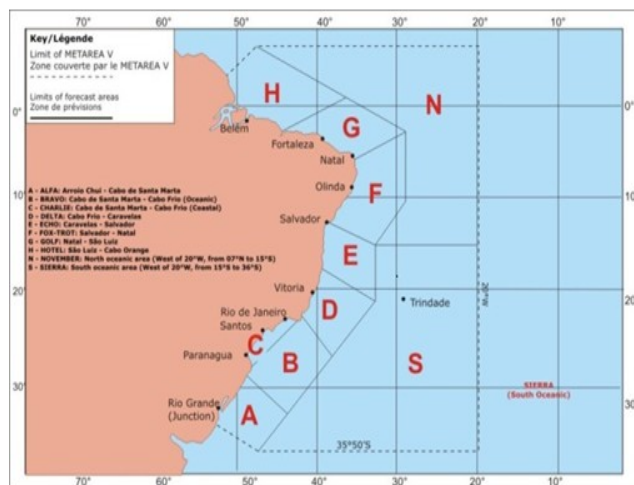 70° 60° 50° 40° 30° 20° 10°
Key/Légende
Limit of METAREA V
Zone couverte par le METAREA V
Limits of forecast areas
Zone de prévisions
H
N
0°
0°
Belém
G
Fortaleza
Natal
A - ALFA: Arroio Chui - Cabo de Santa Marta
B - BRAVO: Cabo de Santa Marta - Cabo Frio (Oceanic)
C - CHARLIE: Cabo de Santa Marta - Cabo Frio (Coastal)
D - DELTA: Cabo Frio - Caravelas
E - ECHO: Caravelas - Salvador
F - FOX-TROT: Salvador - Natal
G - GOLF: Natal - São Luiz
H - HOTEL: São Luiz - Cabo Orange
N - NOVEMBER: North oceanic area (West of 20°W, from 07°N to 15°S)
S - SIERRA: South oceanic area (West of 20°W, from 15°S to 36°S)
Olinda
F
10°
10°
Salvador
E
Vitoria
20°
20°
D
Trindade
20°W
Rio de Janeiro
Santos
C
Paranagua
B
S
30°
30°
SIERRA
(South Oceanic)
Rio Grande
(Junction)
A
35°50'S
70° 60° 50° 40° 30° 20° 10°